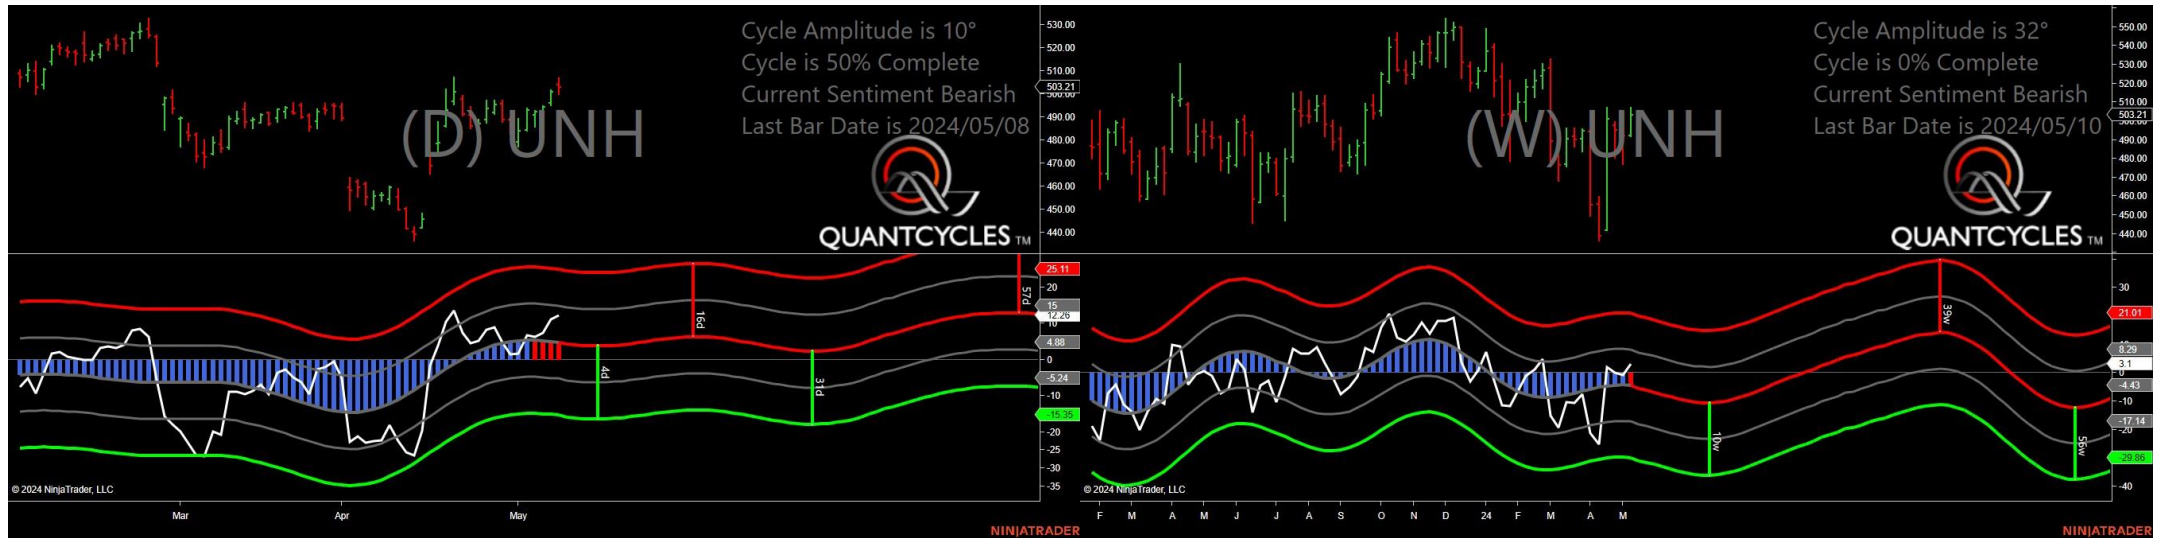 Cycle Amplitude is 10°
Cycle is 50% Complete
Current Sentiment Bearish
Last Bar Date is 2024/05/08
(D) UNH
QUANTCYCLES TM
530.00
520.00
510.00
503.21
500.00
490.00
480.00
470.00
460.00
450.00
440.00
25.11
20
15
12.26
10
4.88
0
-5.24
-10
-15.35
-20
-25
-30
-35
4d
16d
31d
57d
© 2024 NinjaTrader, LLC
Mar
Apr
May
NINJATRADER
Cycle Amplitude is 32°
Cycle is 0% Complete
Current Sentiment Bearish
Last Bar Date is 2024/05/10
(W) UNH
QUANTCYCLES TM
550.00
540.00
530.00
520.00
510.00
503.21
490.00
480.00
470.00
460.00
450.00
440.00
30
21.01
8.29
3.1
0
-4.43
-10
-17.14
-20
-29.86
-40
10w
39w
56w
© 2024 NinjaTrader, LLC
F
M
A
M
J
J
A
S
O
N
D
24
F
M
A
M
NINJATRADER